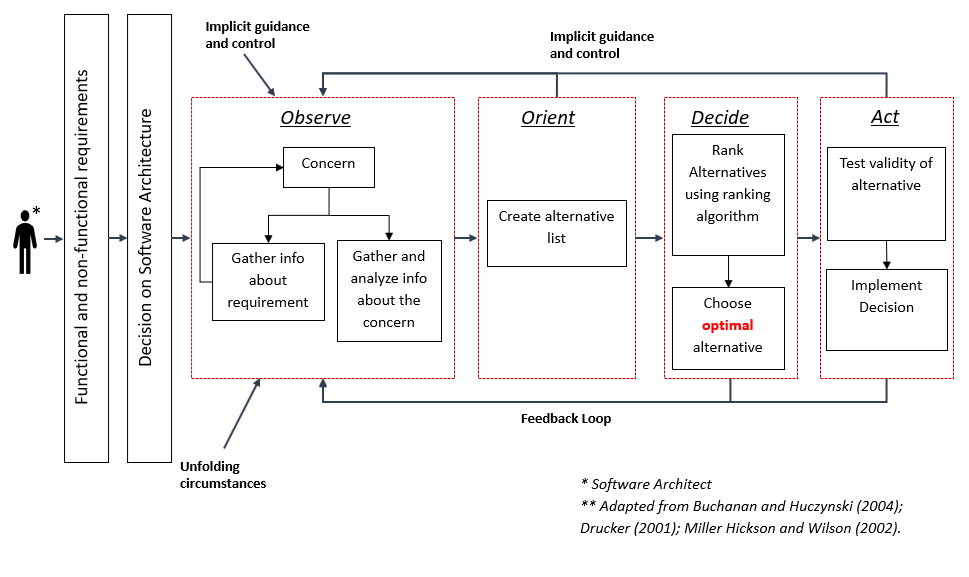 Implicit guidance
and control
Implicit guidance
and control
*
Functional and non-functional requirements
Decision on Software Architecture
Observe
Concern
Gather info
about
requirement
Gather and
analyze info
about the
concern
Orient
Create alternative
list
Decide
Rank
Alternatives
using ranking
algorithm
Choose
optimal
alternative
Act
Test validity of
alternative
Implement
Decision
Feedback Loop
Unfolding
circumstances
* Software Architect
** Adapted from Buchanan and Huczynski (2004);
Drucker (2001); Miller Hickson and Wilson (2002).